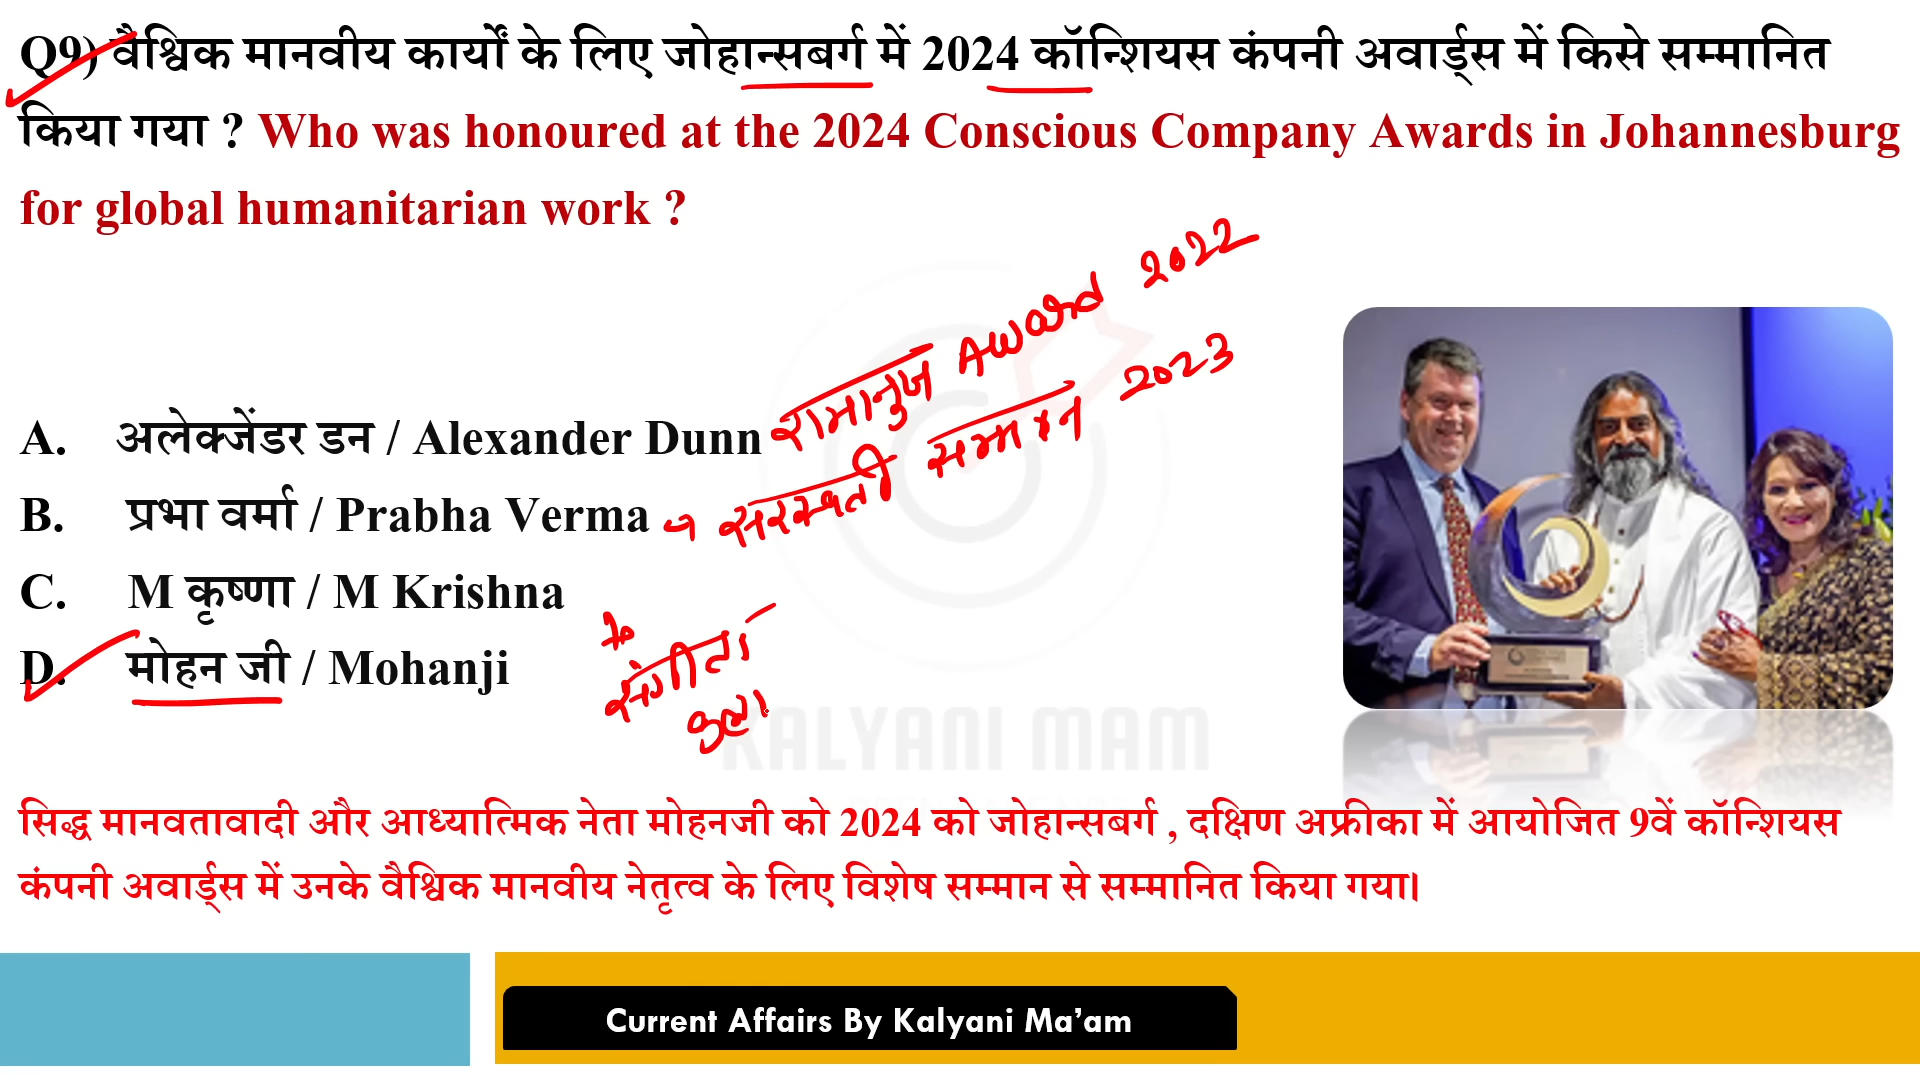 Q9) वैश्विक मानवीय कार्यों के लिए जोहान्सबर्ग में 2024 कॉन्शियस कंपनी अवार्ड्स में किसे सम्मानित
किया गया ? Who was honoured at the 2024 Conscious Company Awards in Johannesburg
for global humanitarian work ?
A. अलेक्जेंडर डन / Alexander Dunn रामानुज Award 2022
B. प्रभा वर्मा / Prabha Verma → सरस्वती सम्मान 2023
C. M कृष्णा / M Krishna
D. मोहन जी / Mohanji
संगीता
KALYANI MAM
सिद्ध मानवतावादी और आध्यात्मिक नेता मोहनजी को 2024 को जोहान्सबर्ग , दक्षिण अफ्रीका में आयोजित 9वें कॉन्शियस
कंपनी अवार्ड्स में उनके वैश्विक मानवीय नेतृत्व के लिए विशेष सम्मान से सम्मानित किया गया।
Current Affairs By Kalyani Ma’am